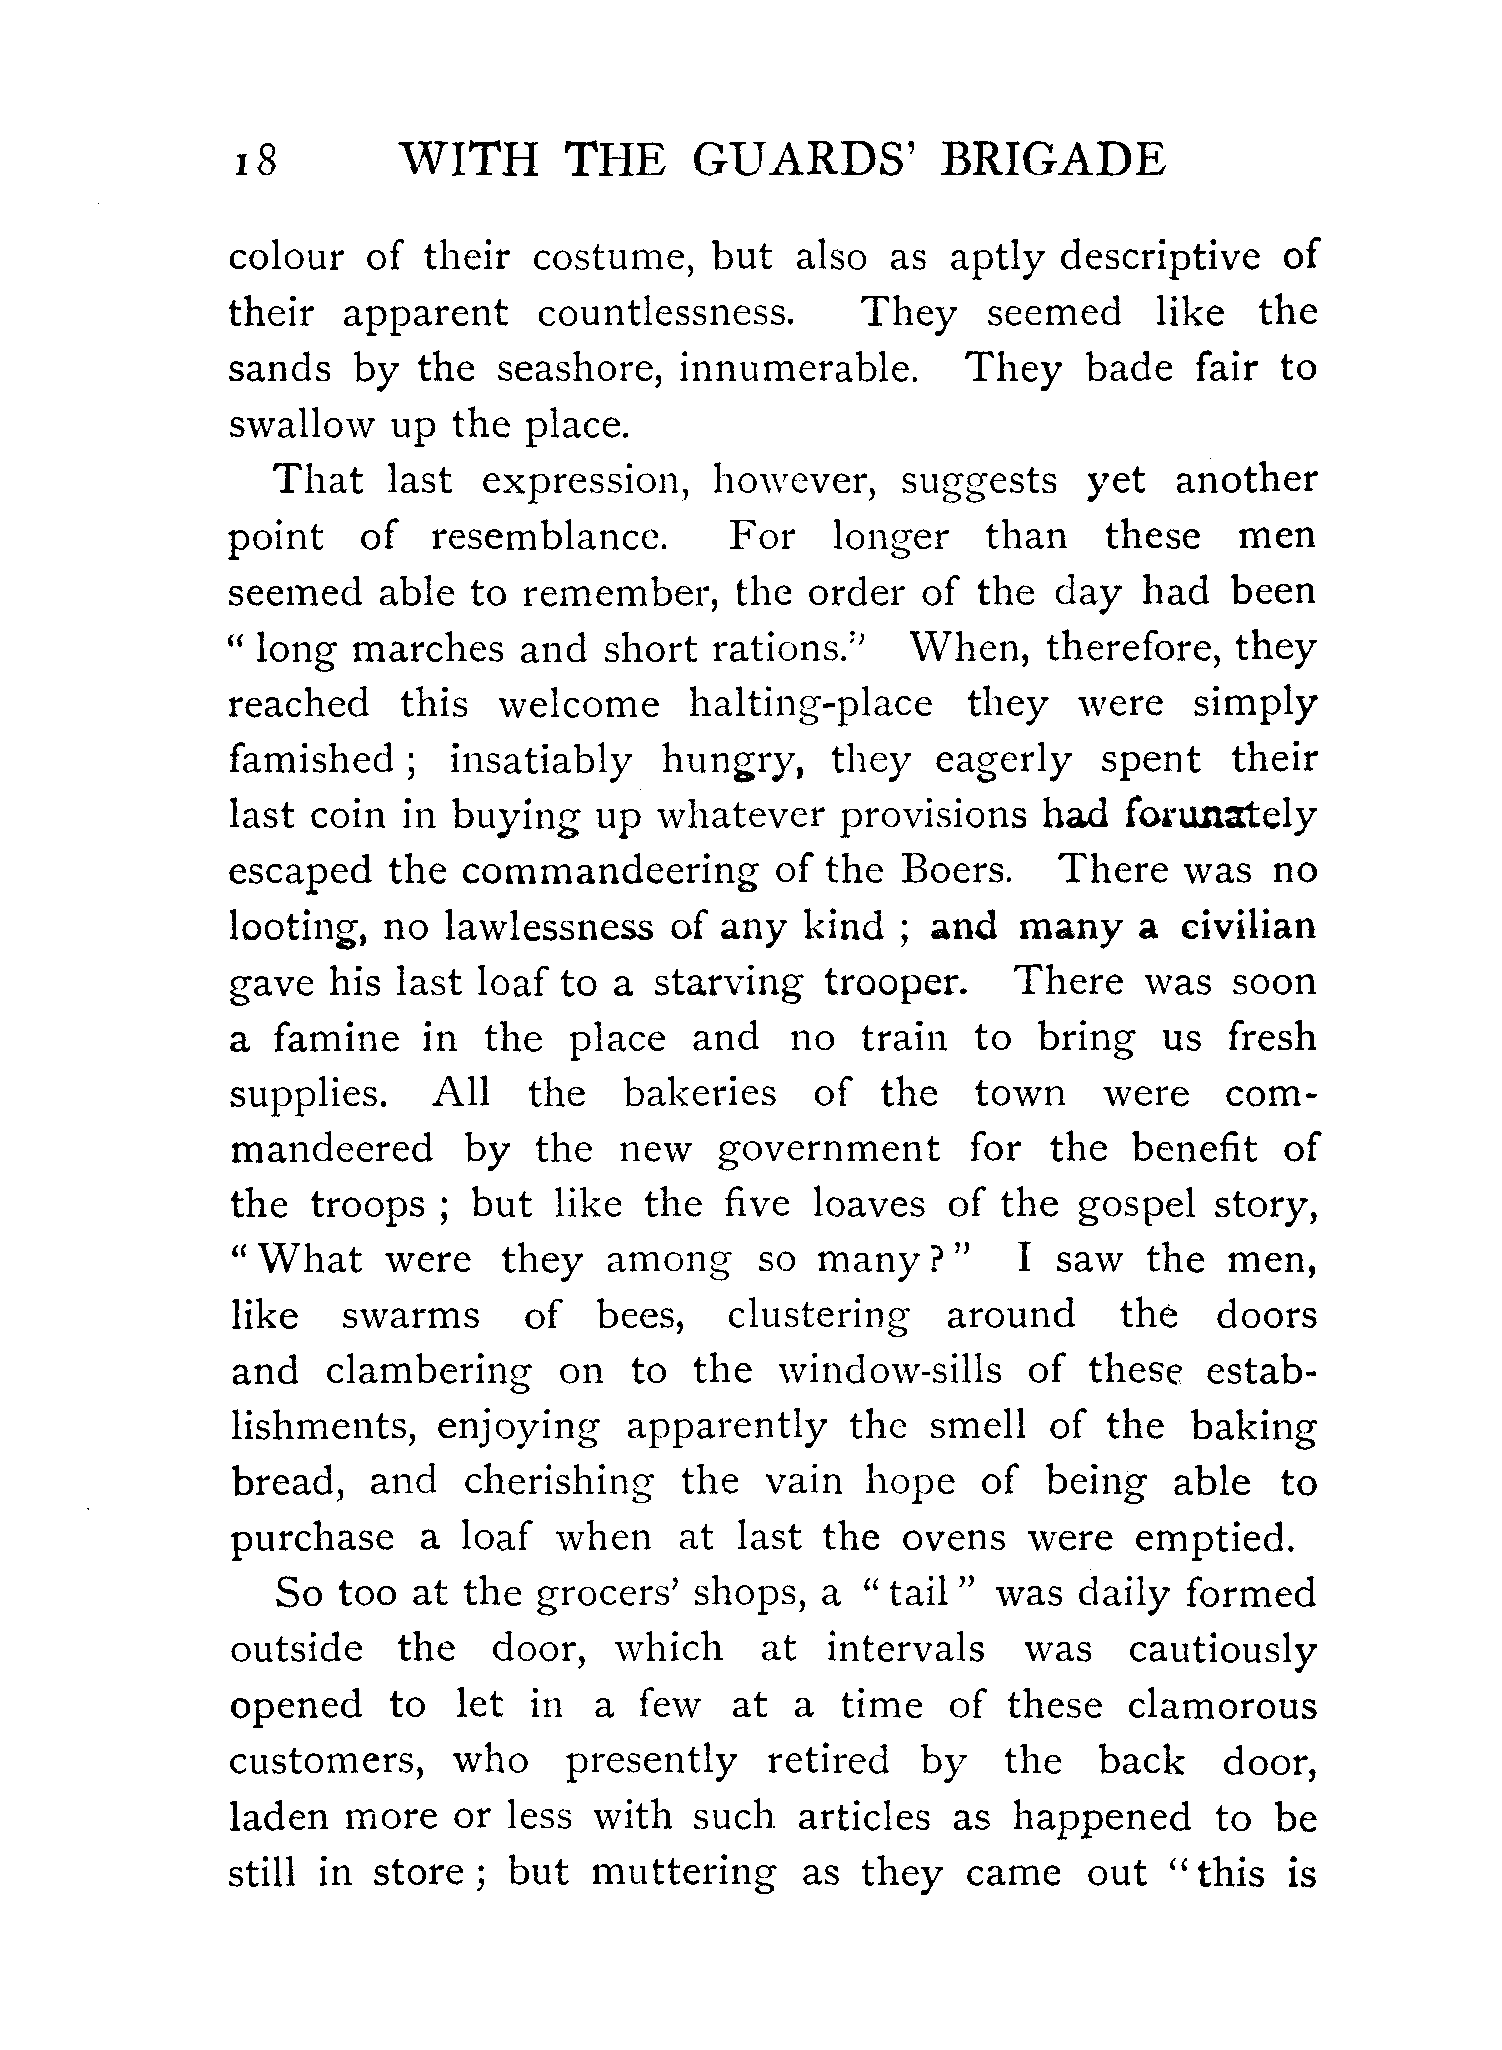 18 WITH THE GUARDS' BRIGADE
colour of their costume, but also as aptly descriptive of
their apparent countlessness. They seemed like the
sands by the seashore, innumerable. They bade fair to
swallow up the place.
That last expression, however, suggests yet another
point of resemblance. For longer than these men
seemed able to remember, the order of the day had been
" long marches and short rations." When, therefore, they
reached this welcome halting-place they were simply
famished ; insatiably hungry, they eagerly spent their
last coin in buying up whatever provisions had forunately
escaped the commandeering of the Boers. There was no
looting, no lawlessness of any kind ; and many a civilian
gave his last loaf to a starving trooper. There was soon
a famine in the place and no train to bring us fresh
supplies. All the bakeries of the town were com-
mandeered by the new government for the benefit of
the troops ; but like the five loaves of the gospel story,
" What were they among so many ? " I saw the men,
like swarms of bees, clustering around the doors
and clambering on to the window-sills of these estab-
lishments, enjoying apparently the smell of the baking
bread, and cherishing the vain hope of being able to
purchase a loaf when at last the ovens were emptied.
So too at the grocers' shops, a " tail " was daily formed
outside the door, which at intervals was cautiously
opened to let in a few at a time of these clamorous
customers, who presently retired by the back door,
laden more or less with such articles as happened to be
still in store ; but muttering as they came out " this is